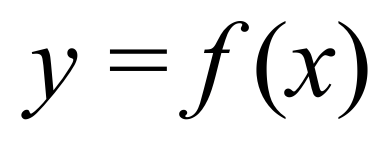 y = f(x)